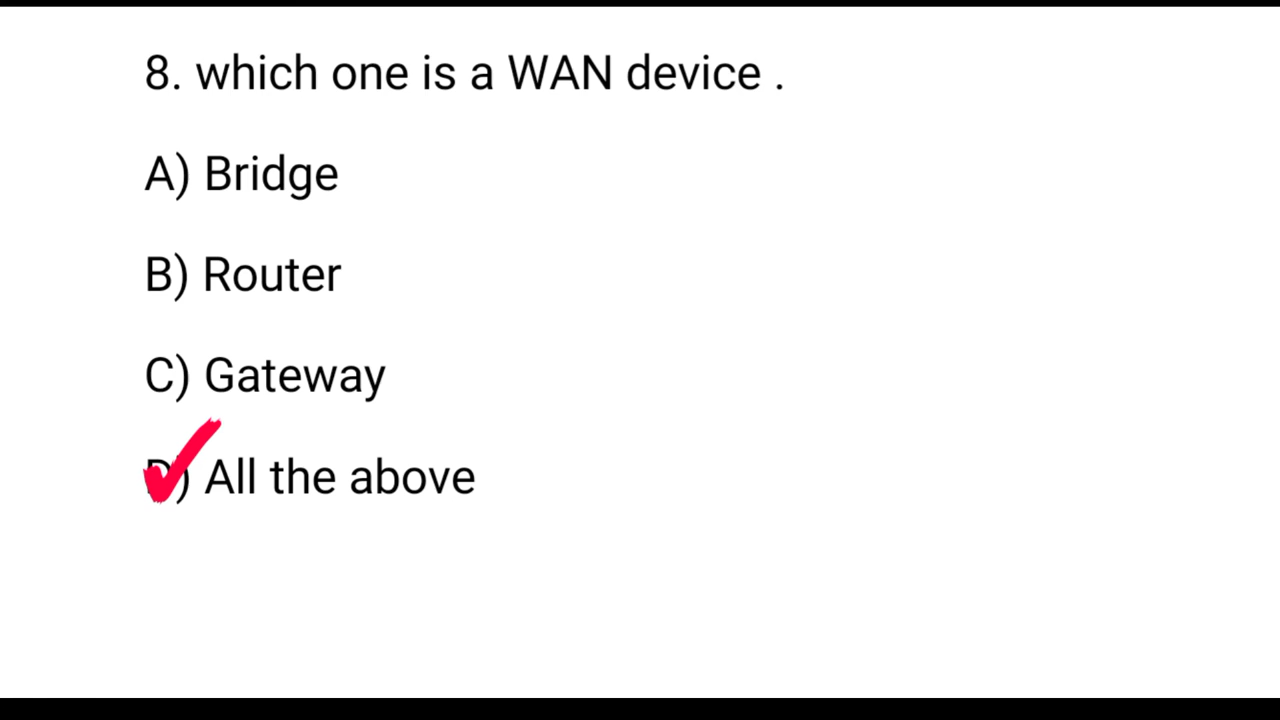 8. which one is a WAN device .
A) Bridge
B) Router
C) Gateway
D) All the above